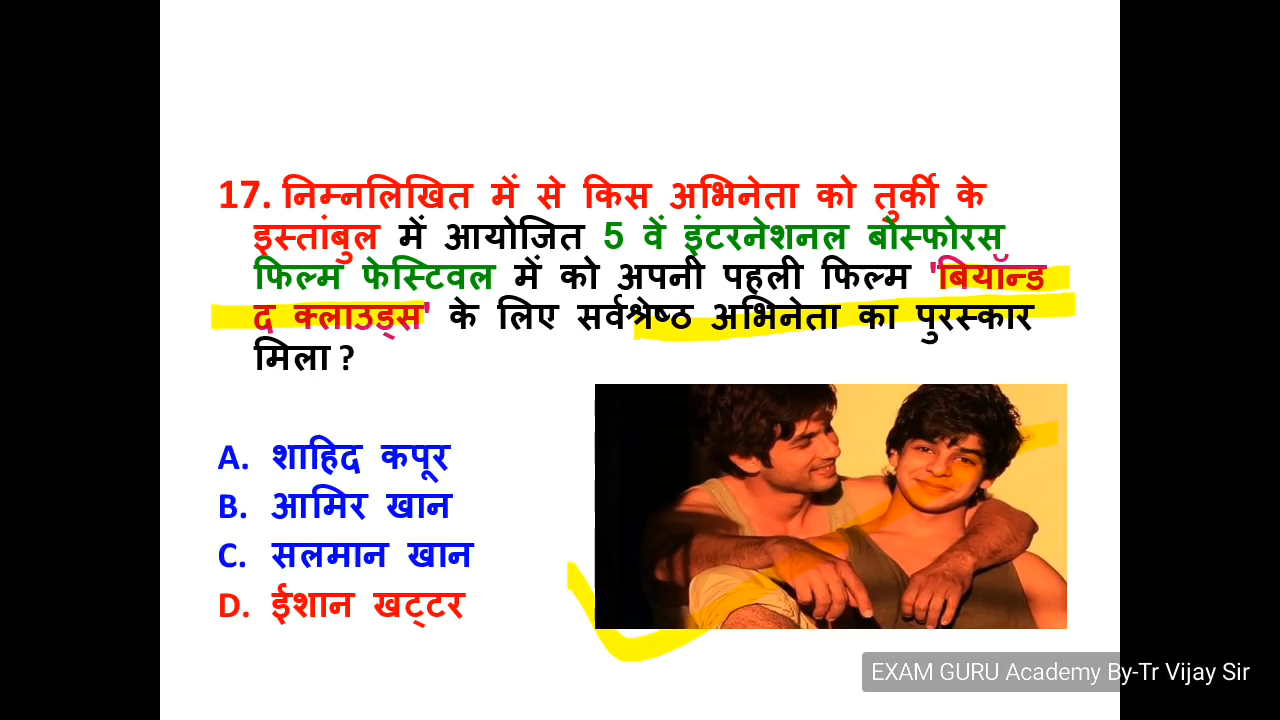 17. निम्नलिखित में से किस अभिनेता को तुर्की के
इस्तांबुल में आयोजित 5 वें इंटरनेशनल बोस्फोरस
फिल्म फेस्टिवल में को अपनी पहली फिल्म 'बियॉन्ड
द क्लाउड्स' के लिए सर्वश्रेष्ठ अभिनेता का पुरस्कार
मिला ?
A. शाहिद कपूर
B. आमिर खान
C. सलमान खान
D. ईशान खट्टर
EXAM GURU Academy By-Tr Vijay Sir